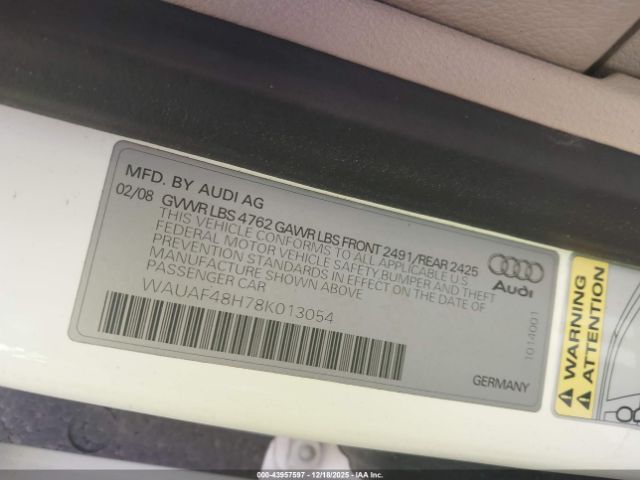 MFD. BY AUDI AG
02/08 GVWR LBS 4762 GAWR LBS FRONT 2491/REAR 2425
THIS VEHICLE CONFORMS TO ALL APPLICABLE U S
FEDERAL MOTOR VEHICLE SAFETY BUMPER AND THEFT
PREVENTION STANDARDS IN EFFECT ON THE DATE OF
MANUFACTURE SHOWN ABOVE
PASSENGER CAR
WAUAF48H78K013054
Audi
1014001
GERMANY
WARNING
ATTENTION
000-43957597 - 12/18/2025 - IAA Inc.